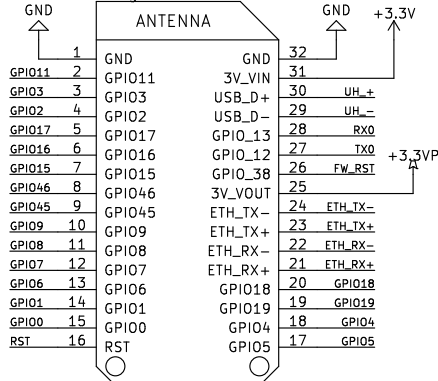 GND
ANTENNA
GND
+3.3V
1 GND GND 32
GPIO11 2 GPIO11 3V_VIN 31
GPIO3 3 GPIO3 USB_D+ 30 UH_+
GPIO2 4 GPIO2 USB_D- 29 UH_-
GPIO17 5 GPIO17 GPIO_13 28 RX0
GPIO16 6 GPIO16 GPIO_12 27 TX0
GPIO15 7 GPIO15 GPIO_38 26 FW_RST
+3.3VP
GPIO46 8 GPIO46 3V_VOUT 25
GPIO45 9 GPIO45 ETH_TX- 24 ETH_TX-
GPIO9 10 GPIO9 ETH_TX+ 23 ETH_TX+
GPIO8 11 GPIO8 ETH_RX- 22 ETH_RX-
GPIO7 12 GPIO7 ETH_RX+ 21 ETH_RX+
GPIO6 13 GPIO6 GPIO18 20 GPIO18
GPIO1 14 GPIO1 GPIO19 19 GPIO19
GPIO0 15 GPIO0 GPIO4 18 GPIO4
RST 16 RST GPIO5 17 GPIO5